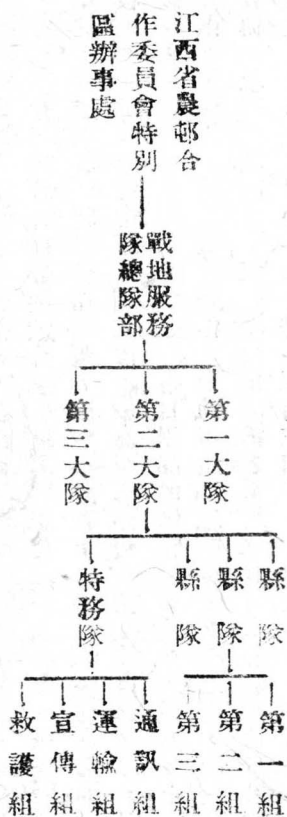 江西省農邨合
作委員會特別
區辦事處
戰地服務
隊總隊部
第一大隊
第二大隊
第三大隊
縣隊
縣隊
縣隊
特務隊
第一組
第二組
第三組
通訊組
運輸組
宣傳組
救護組